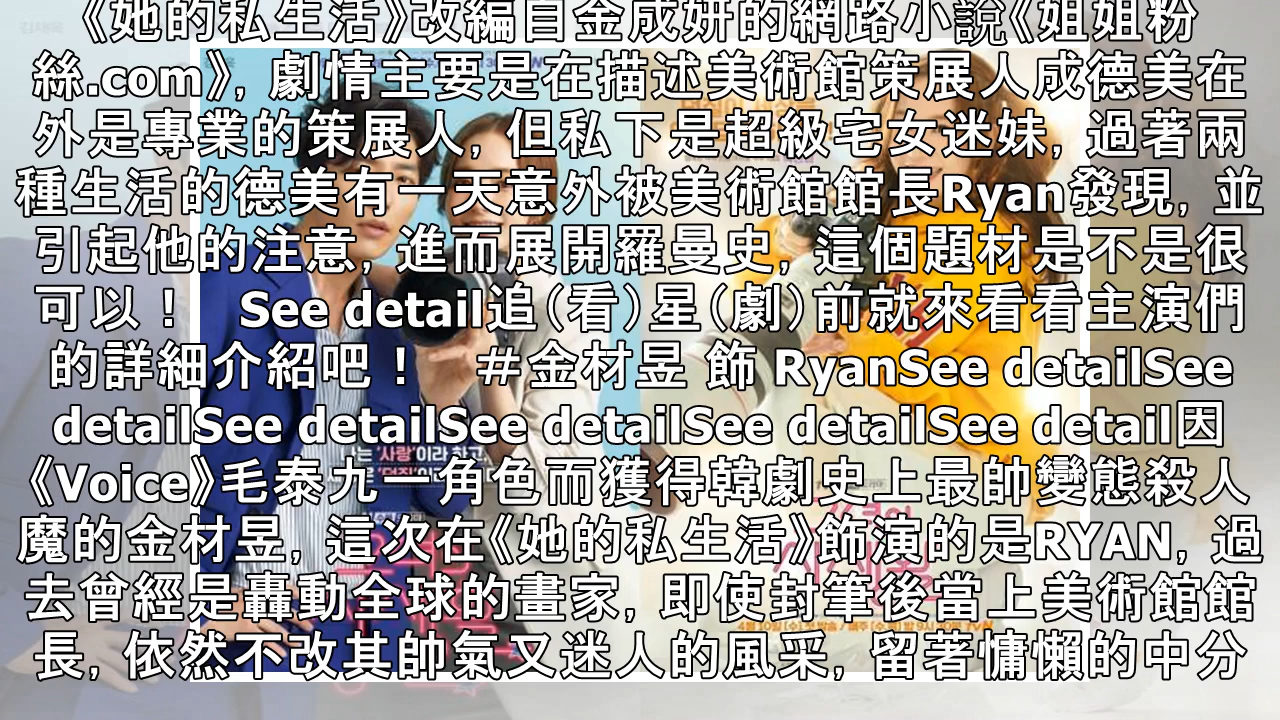 《她的私生活》改編自金成妍的網路小說《姐姐粉
絲.com》，劇情主要是在描述美術館策展人成德美在
外是專業的策展人，但私下是超級宅女迷妹，過著兩
種生活的德美有一天意外被美術館館長Ryan發現，並
引起他的注意，進而展開羅曼史，這個題材是不是很
可以！ See detail追（看）星（劇）前就來看看主演們
的詳細介紹吧！ ＃金材昱 飾 RyanSee detailSee
detailSee detailSee detailSee detailSee detail因
《Voice》毛泰九一角色而獲得韓劇史上最帥變態殺人
魔的金材昱，這次在《她的私生活》飾演的是RYAN，過
去曾經是轟動全球的畫家，即使封筆後當上美術館館
長，依然不改其帥氣又迷人的風采，留著慵懶的中分
나는 '사랑'이라 하고,